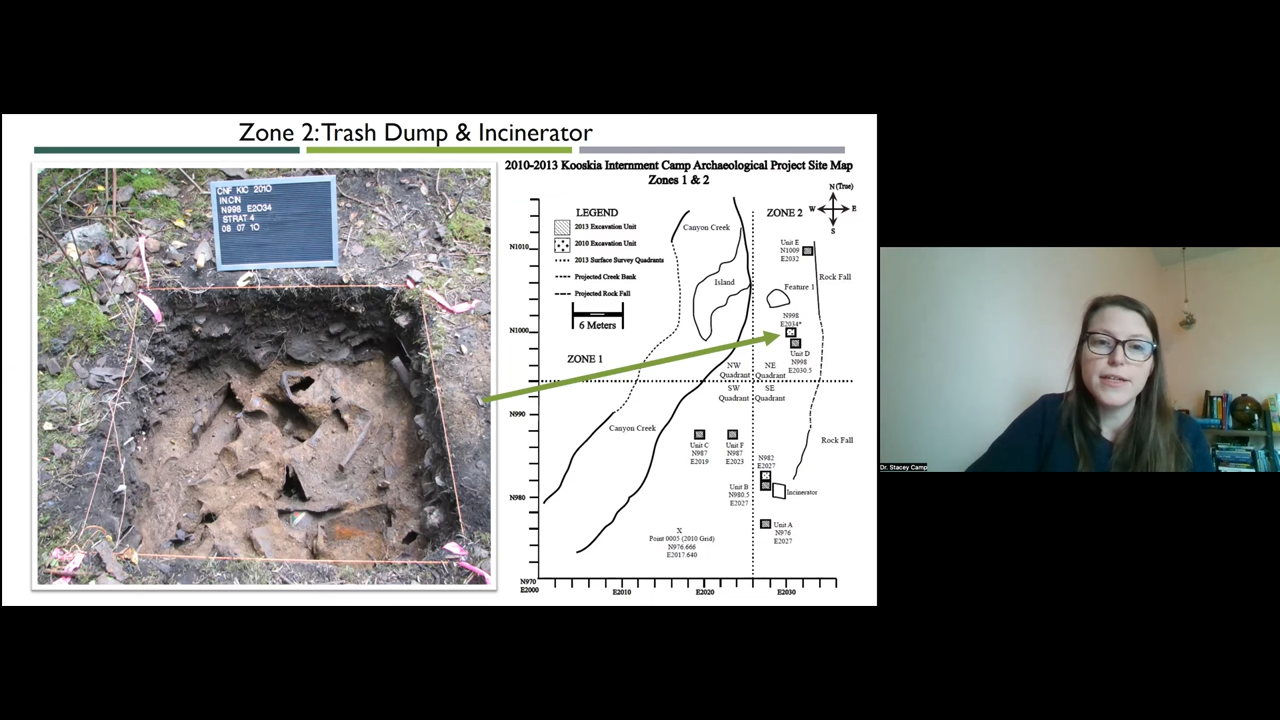 Zone 2: Trash Dump & Incinerator
CNF KIC 2010
IN.CIN
N998 E2034
STRAT 4
08 07 10
2010-2013 Kooskia Internment Camp Archaeological Project Site Map
Zones 1 & 2
N (True)
W
E
S
LEGEND
2013 Excavation Unit
2010 Excavation Unit
2013 Surface Survey Quadrants
Projected Creek Bank
Projected Rock Fall
6 Meters
ZONE 1
ZONE 2
Canyon Creek
Island
Unit E
N1009
E2032
Rock Fall
Feature 1
N998
E2034*
Unit D
N998
E2030.5
NW
Quadrant
NE
Quadrant
SW
Quadrant
SE
Quadrant
Canyon Creek
Unit C
N987
E2019
Unit F
N987
E2023
Rock Fall
N982
E2027
Unit B
N980.5
E2027
Incinerator
Unit A
N976
E2027
X
Point 0005 (2010 Grid)
N976.666
E2017.640
N1010
N1000
N990
N980
N970
E2000
E2010
E2020
E2030
Dr. Stacey Camp